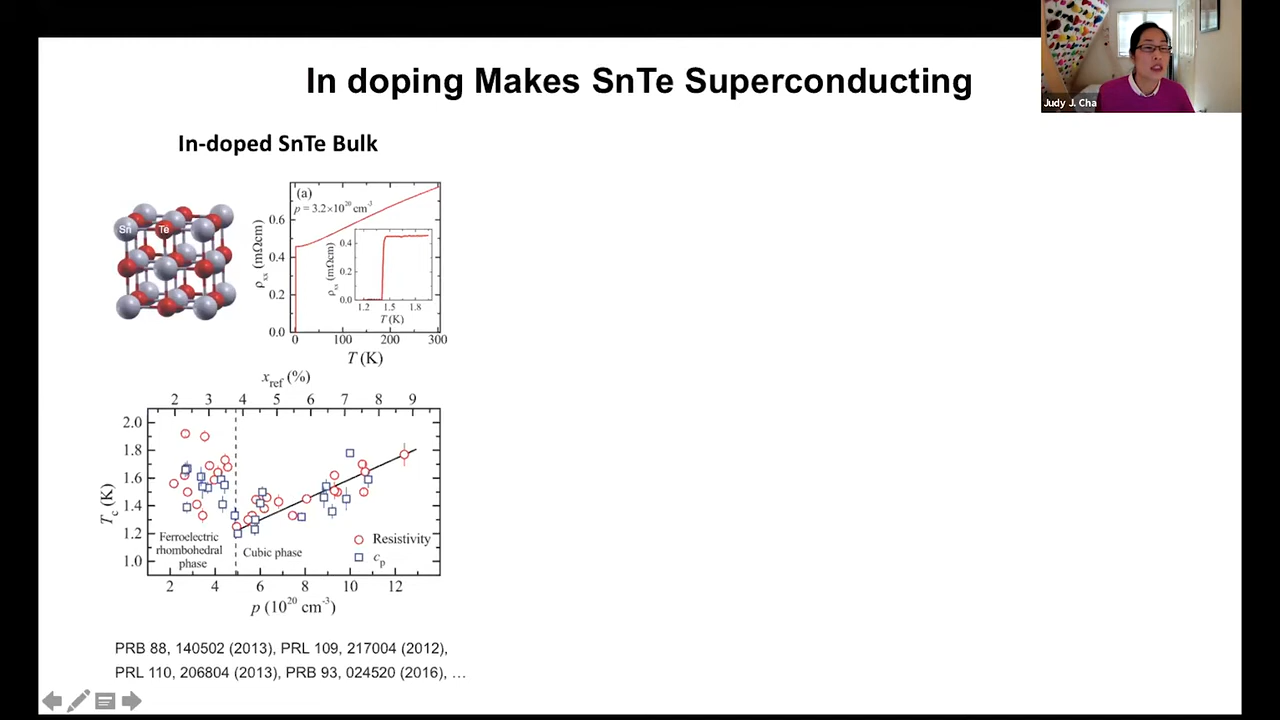 In doping Makes SnTe Superconducting
Judy J. Cha
In-doped SnTe Bulk
Sn
Te
(a)
p = 3.2×10²⁰ cm⁻³
ρxx (mΩcm)
0.6
0.4
0.2
0.0
0 100 200 300
T (K)
ρxx (mΩcm)
0.4
0.2
0.0
1.2 1.5 1.8
T (K)
xref (%)
2 3 4 5 6 7 8 9
Tc (K)
2.0
1.8
1.6
1.4
1.2
1.0
Ferroelectric
rhombohedral
phase
Cubic phase
Resistivity
cp
2 4 6 8 10 12
p (10²⁰ cm⁻³)
PRB 88, 140502 (2013), PRL 109, 217004 (2012),
PRL 110, 206804 (2013), PRB 93, 024520 (2016), …